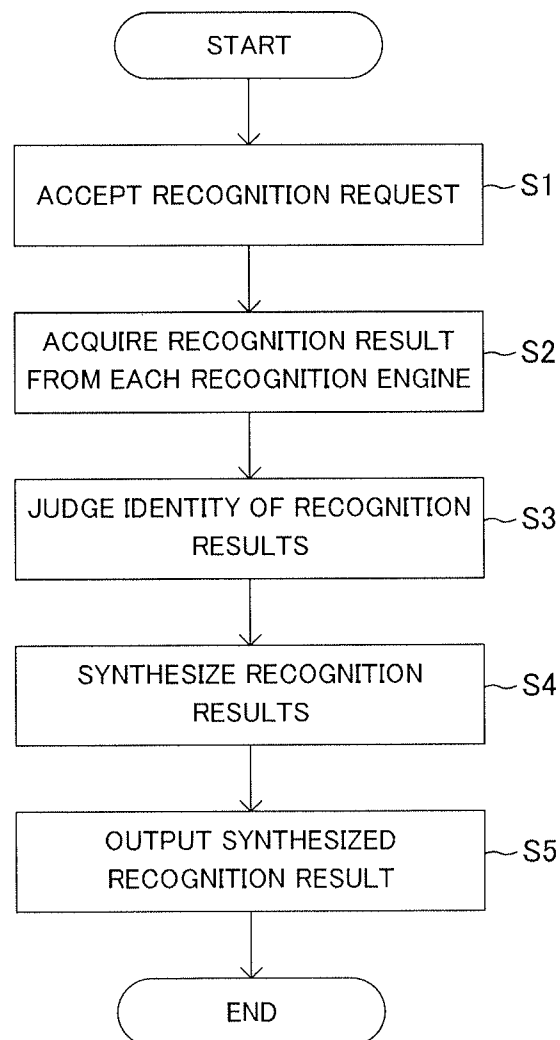 START
ACCEPT RECOGNITION REQUEST
S1
ACQUIRE RECOGNITION RESULT
FROM EACH RECOGNITION ENGINE
S2
JUDGE IDENTITY OF RECOGNITION
RESULTS
S3
SYNTHESIZE RECOGNITION
RESULTS
S4
OUTPUT SYNTHESIZED
RECOGNITION RESULT
S5
END